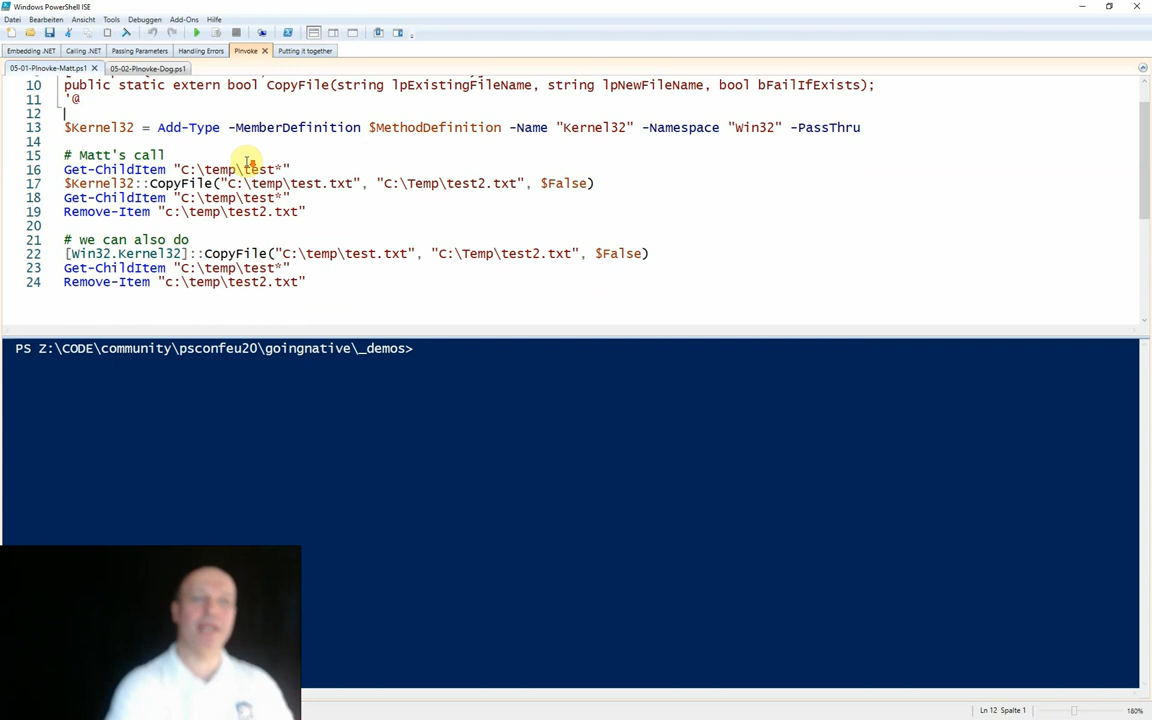 Windows PowerShell ISE
Datei Bearbeiten Ansicht Tools Debuggen Add-Ons Hilfe
Embedding .NET Calling .NET Passing Parameters Handling Errors PInvoke Putting it together
05-01-PInovke-Matt.ps1 05-02-PInovke-Dog.ps1
10 public static extern bool CopyFile(string lpExistingFileName, string lpNewFileName, bool bFailIfExists);
11 '@
12
13 $Kernel32 = Add-Type -MemberDefinition $MethodDefinition -Name "Kernel32" -Namespace "Win32" -PassThru
14
15 # Matt's call
16 Get-ChildItem "C:\temp\test*"
17 $Kernel32::CopyFile("C:\temp\test.txt", "C:\Temp\test2.txt", $False)
18 Get-ChildItem "C:\temp\test*"
19 Remove-Item "c:\temp\test2.txt"
20
21 # we can also do
22 [Win32.Kernel32]::CopyFile("C:\temp\test.txt", "C:\Temp\test2.txt", $False)
23 Get-ChildItem "C:\temp\test*"
24 Remove-Item "c:\temp\test2.txt"
PS Z:\CODE\community\psconfeu20\goingnative\_demos>
Ln 12 Spalte 1 180%